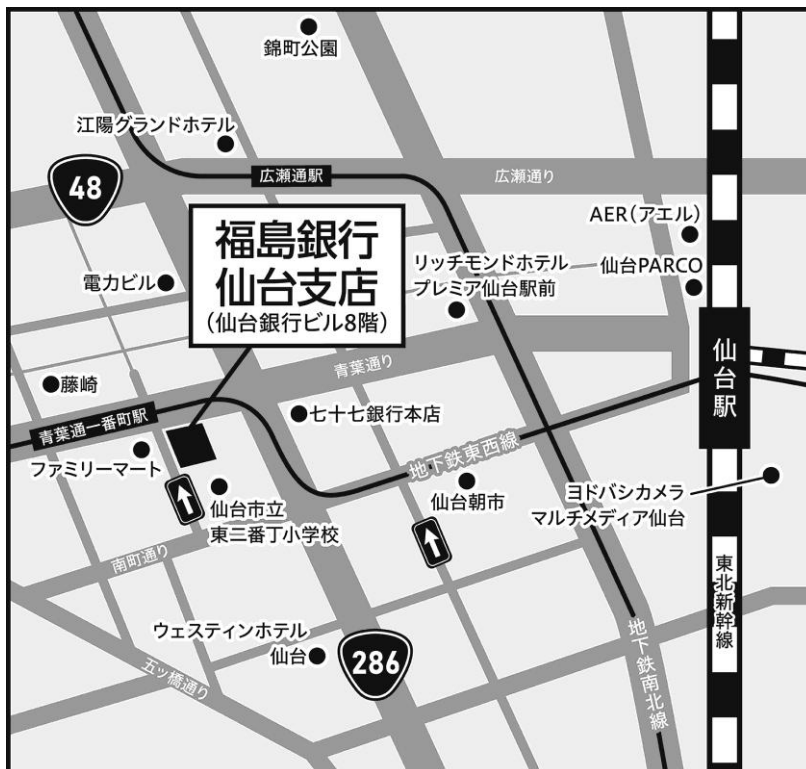 錦町公園
江陽グランドホテル
48
広瀬通駅
広瀬通り
福島銀行
仙台支店
(仙台銀行ビル8階)
AER(アエル)
リッチモンドホテル
プレミア仙台駅前
仙台PARCO
電力ビル
仙台駅
青葉通り
藤崎
七十七銀行本店
青葉通一番町駅
ファミリーマート
地下鉄東西線
仙台朝市
ヨドバシカメラ
マルチメディア仙台
仙台市立
東二番丁小学校
南町通り
東北新幹線
ウェスティンホテル
仙台
286
五ツ橋通り
地下鉄南北線